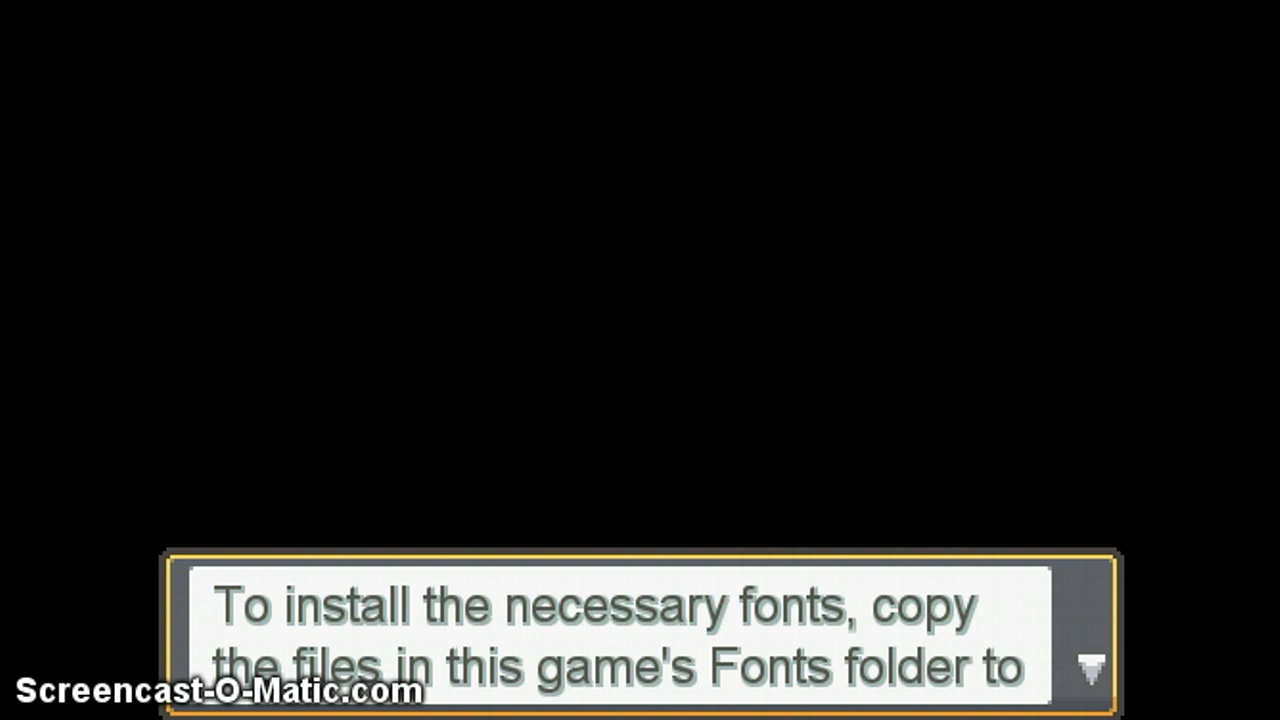 To install the necessary fonts, copy
the files in this game's Fonts folder to
Screencast-O-Matic.com